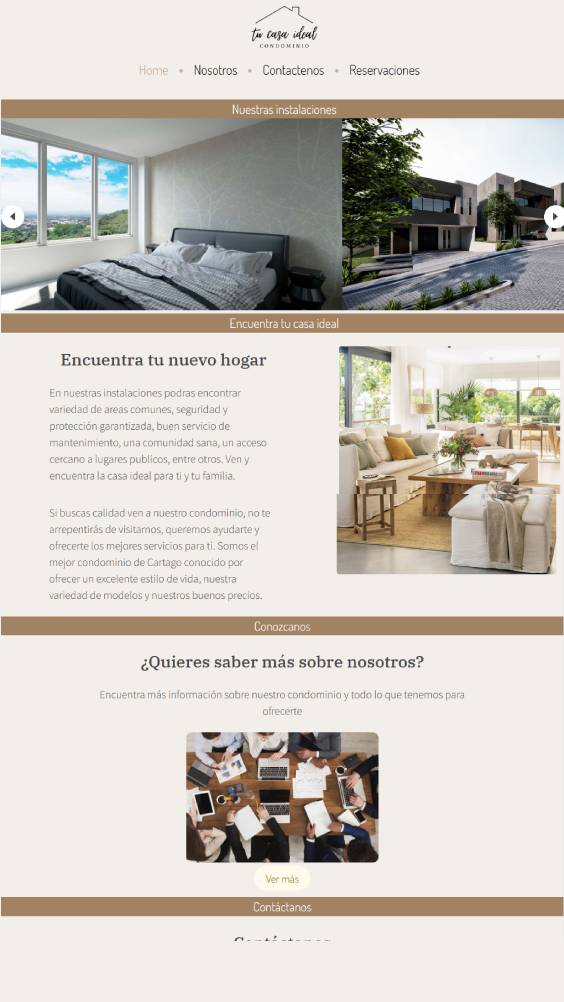 tu casa ideal
CONDOMINIO
Home • Nosotros • Contactenos • Reservaciones
Nuestras instalaciones
Encuentra tu casa ideal
Encuentra tu nuevo hogar
En nuestras instalaciones podras encontrar
variedad de areas comunes, seguridad y
protección garantizada, buen servicio de
mantenimiento, una comunidad sana, un acceso
cercano a lugares publicos, entre otros. Ven y
encuentra la casa ideal para ti y tu familia.
Si buscas calidad ven a nuestro condominio, no te
arrepentirás de visitarnos, queremos ayudarte y
ofrecerte los mejores servicios para ti. Somos el
mejor condominio de Cartago conocido por
ofrecer un excelente estilo de vida, nuestra
variedad de modelos y nuestros buenos precios.
Conozcanos
¿Quieres saber más sobre nosotros?
Encuentra más información sobre nuestro condominio y todo lo que tenemos para
ofrecerte
Ver más
Contáctanos